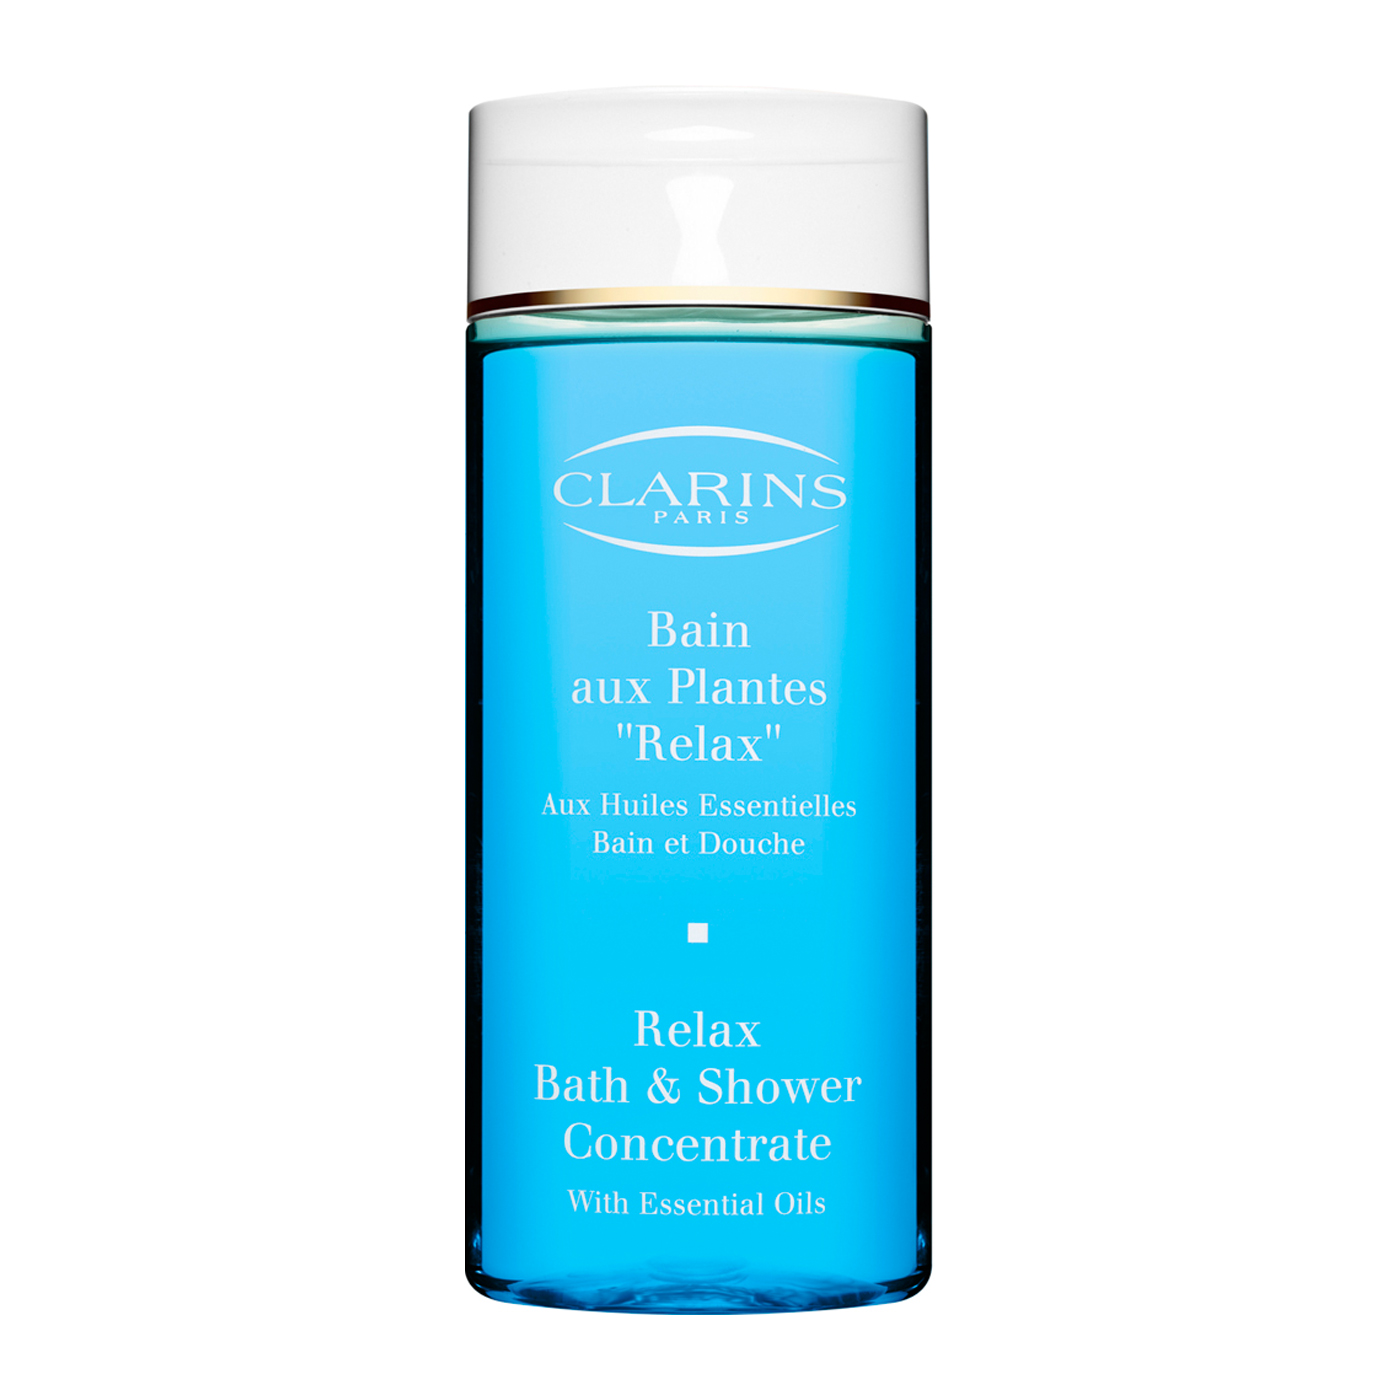 CLARINS
PARIS
Bain
aux Plantes
"Relax"
Aux Huiles Essentielles
Bain et Douche
Relax
Bath & Shower
Concentrate
With Essential Oils